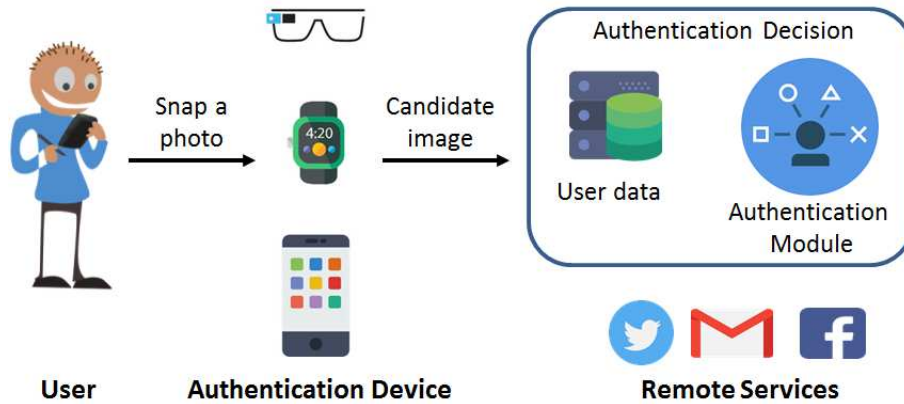 Authentication Decision
Snap a
photo
4:20
Candidate
image
User data
Authentication
Module
User
Authentication Device
Remote Services